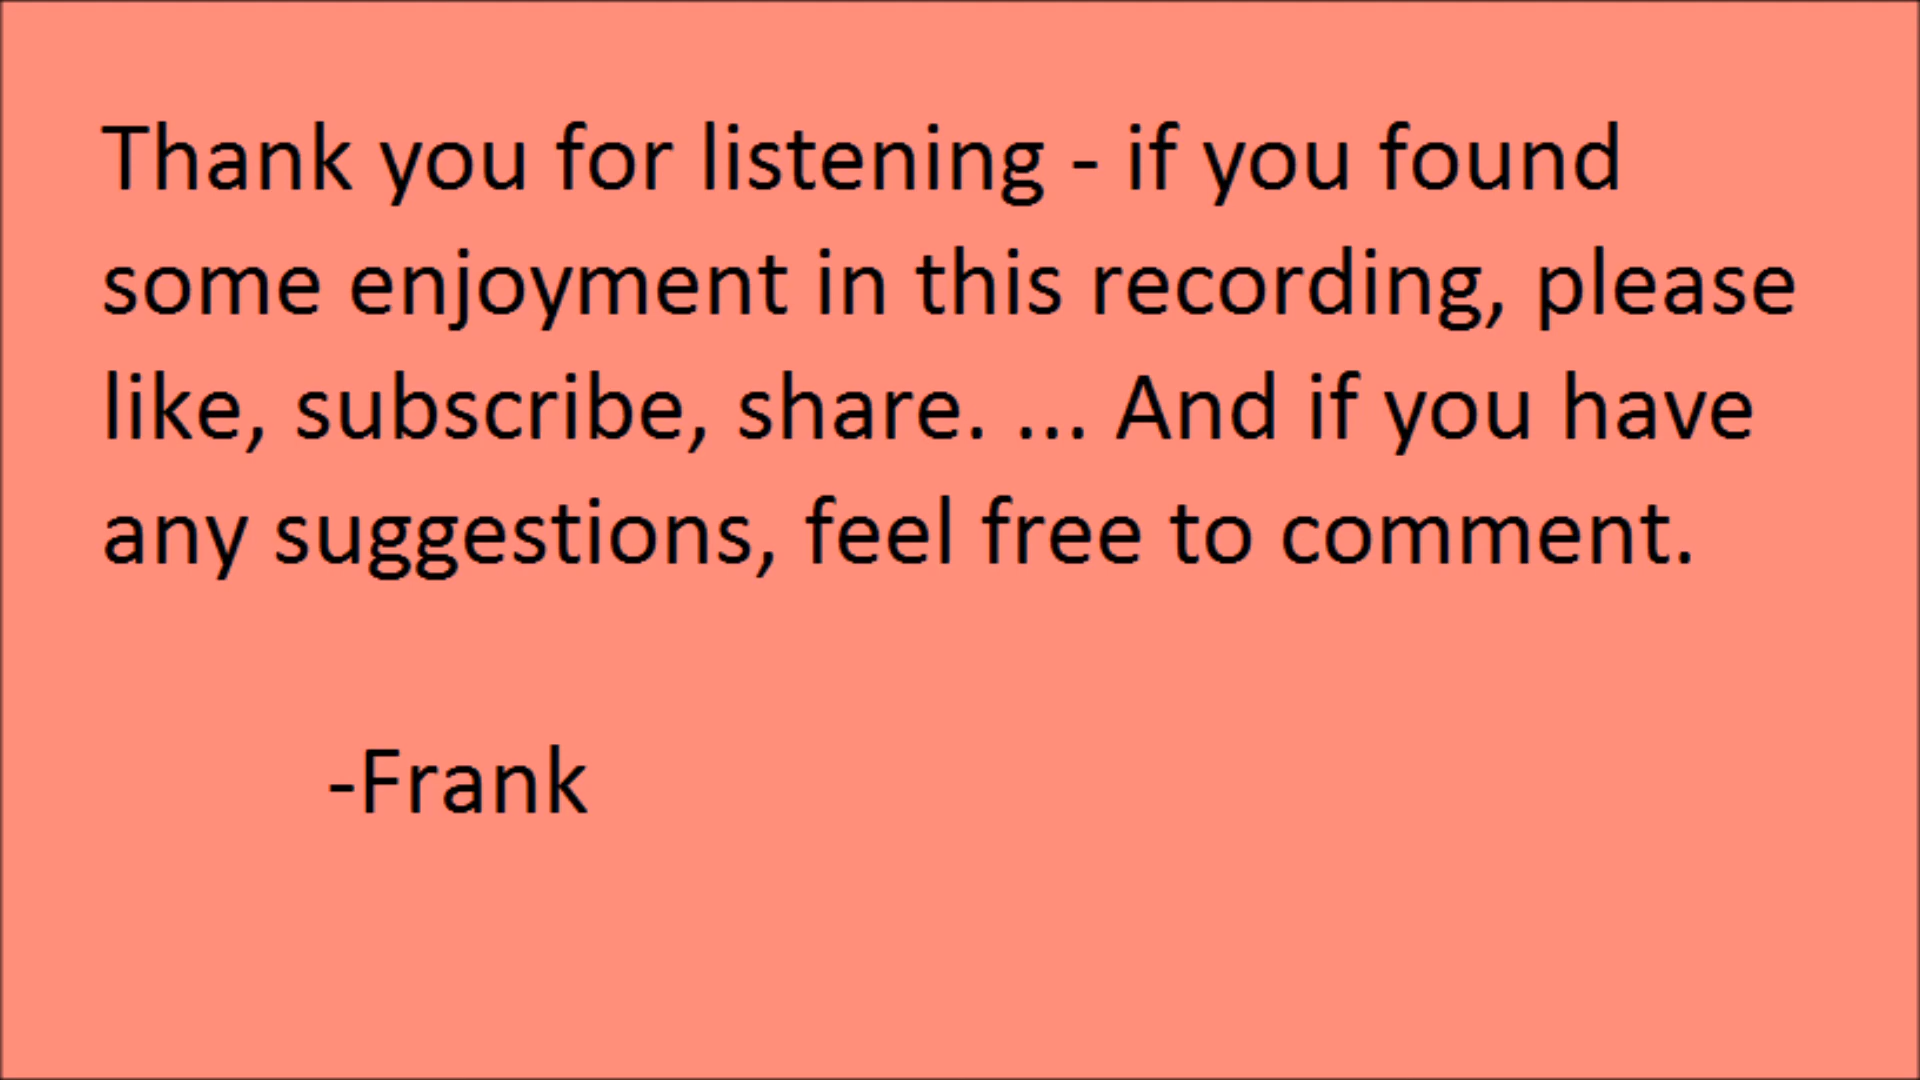 Thank you for listening - if you found
some enjoyment in this recording, please
like, subscribe, share. ... And if you have
any suggestions, feel free to comment.
-Frank